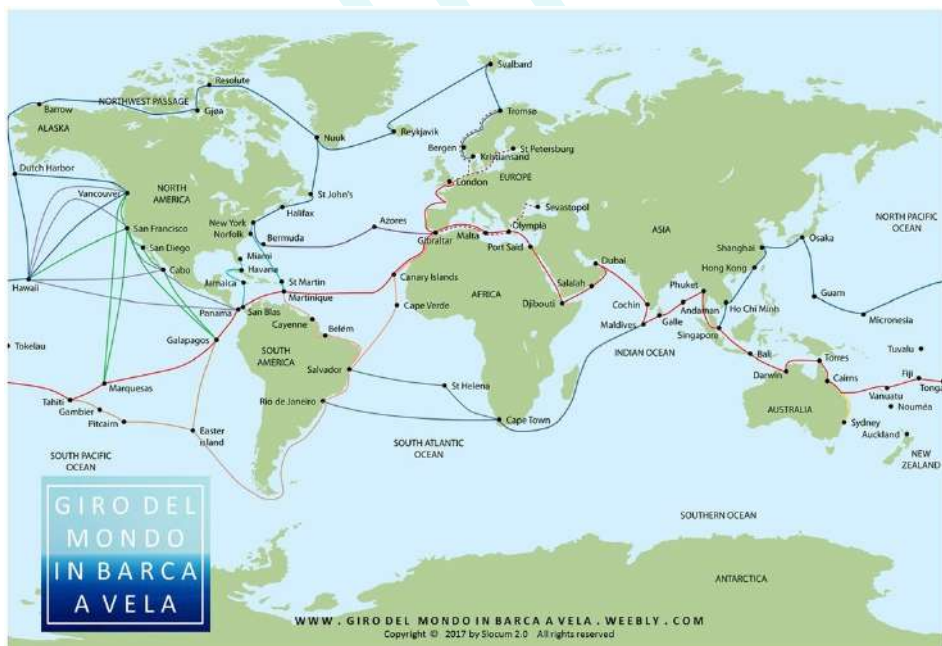 Svalbard
Resolute
NORTHWEST PASSAGE
Barrow
Gjøa
Tromsø
ALASKA
Nuuk
Reykjavik
Bergen
St Petersburg
Kristiansand
Dutch Harbor
London
EUROPE
Vancouver
NORTH
AMERICA
St John's
Halifax
Azores
Sevastopol
New York
Norfolk
San Francisco
Bermuda
Gibraltar
Malta
Olympia
ASIA
NORTH PACIFIC
OCEAN
San Diego
Port Said
Shanghai
Osaka
Miami
Dubai
Hong Kong
Cabo
Havana
Canary Islands
Hawaii
Jamaica
St Martin
Martinique
AFRICA
Salalah
Phuket
Guam
Panama
San Blas
Cape Verde
Djibouti
Cochin
Andaman
Ho Chi Minh
Micronesia
Cayenne
Maldives
Galle
Singapore
Belém
Galapagos
INDIAN OCEAN
Tokelau
SOUTH
AMERICA
Bali
Torres
Tuvalu
Salvador
Darwin
Fiji
Marquesas
St Helena
Cairns
Vanuatu
Tonga
Tahiti
Gambier
Rio de Janeiro
AUSTRALIA
Nouméa
Pitcairn
Cape Town
Sydney
Easter
island
Auckland
SOUTH ATLANTIC
OCEAN
SOUTH PACIFIC
OCEAN
NEW
ZEALAND
GIRO DEL
MONDO
IN BARCA
A VELA
SOUTHERN OCEAN
ANTARCTICA
WWW.GIRO DEL MONDO IN BARCA A VELA.WEEBLY.COM
Copyright © 2017 by Slocum 2.0 All rights reserved